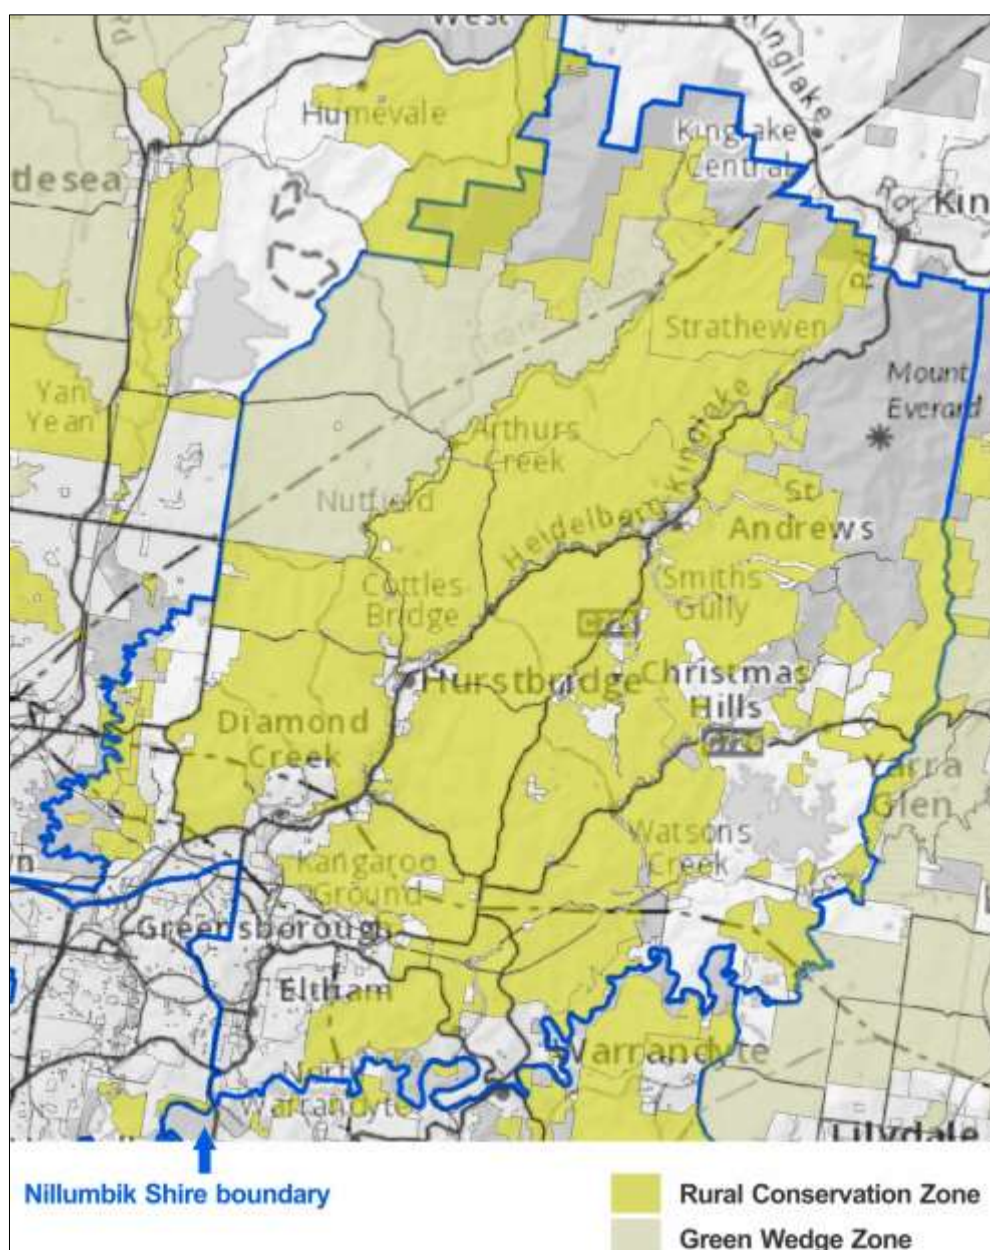 West
Kinglake
Humevale
Kinglake
Central
desea
Kin
Rd
Strathewen
Mount
Everard
Yan
Yean
Arthurs
Creek
Heidelberg Kinglake
Nutfield
St
Andrews
Cottles
Bridge
Smiths
Gully
Hurstbridge
Christmas
Hills
Diamond
Creek
Yarra
Glen
Watsons
Creek
Kangaroo
Ground
Greensborough
Eltham
Warrandyte
North
Warrandyte
Lilydale
Nillumbik Shire boundary
Rural Conservation Zone
Green Wedge Zone